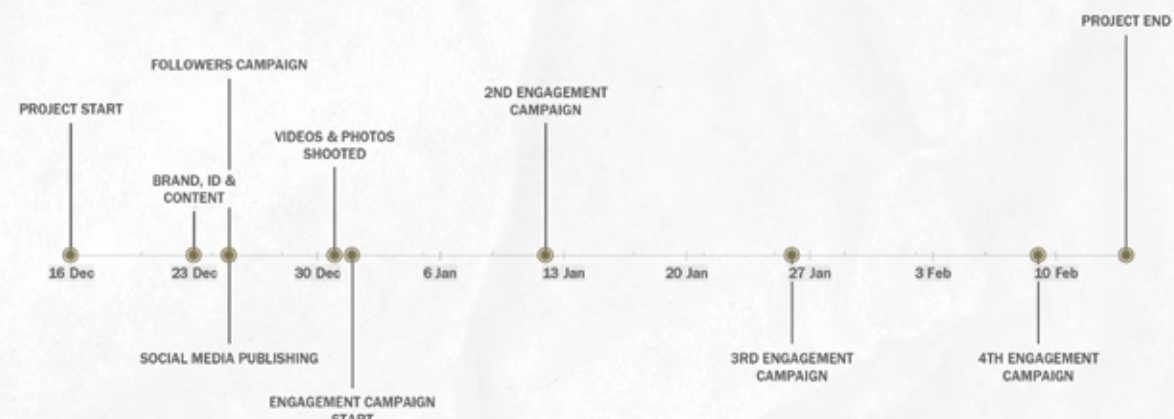 PROJECT END
FOLLOWERS CAMPAIGN
2ND ENGAGEMENT
CAMPAIGN
PROJECT START
VIDEOS & PHOTOS
SHOOTED
BRAND, ID &
CONTENT
16 Dec
23 Dec
30 Dec
6 Jan
13 Jan
20 Jan
27 Jan
3 Feb
10 Feb
SOCIAL MEDIA PUBLISHING
3RD ENGAGEMENT
CAMPAIGN
4TH ENGAGEMENT
CAMPAIGN
ENGAGEMENT CAMPAIGN
START